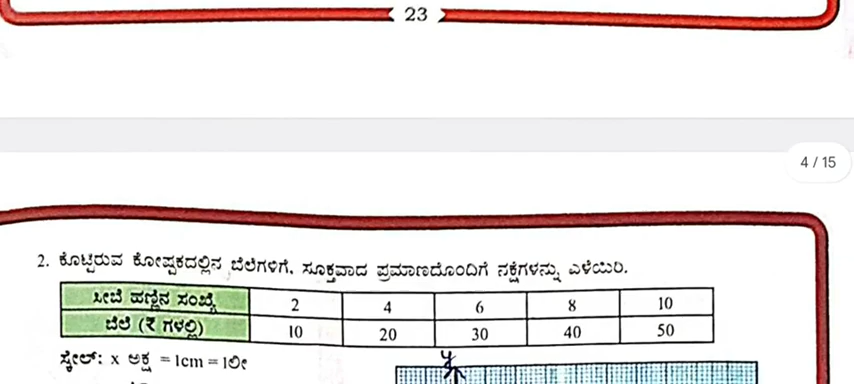 23
4 / 15
2. ಕೊಟ್ಟಿರುವ ಕೋಷ್ಟಕದಲ್ಲಿನ ಬೆಲೆಗಳಿಗೆ, ಸೂಕ್ತವಾದ ಪ್ರಮಾಣದೊಂದಿಗೆ ನಕ್ಷೆಗಳನ್ನು ಎಳೆಯಿರಿ.
ಸೀಬೆ ಹಣ್ಣಿನ ಸಂಖ್ಯೆ 2 4 6 8 10
ಬೆಲೆ (₹ ಗಳಲ್ಲಿ) 10 20 30 40 50
ಸ್ಕೇಲ್: x ಅಕ್ಷ = 1cm = 1ಲೀ
y